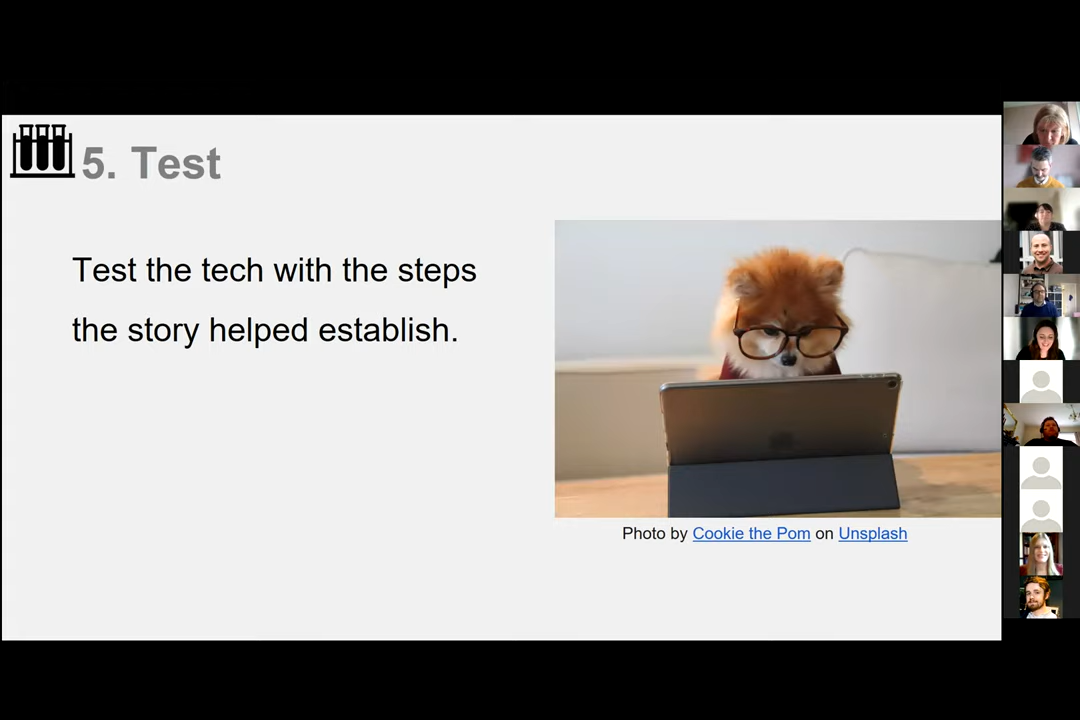 5. Test
Test the tech with the steps
the story helped establish.
Photo by Cookie the Pom on Unsplash